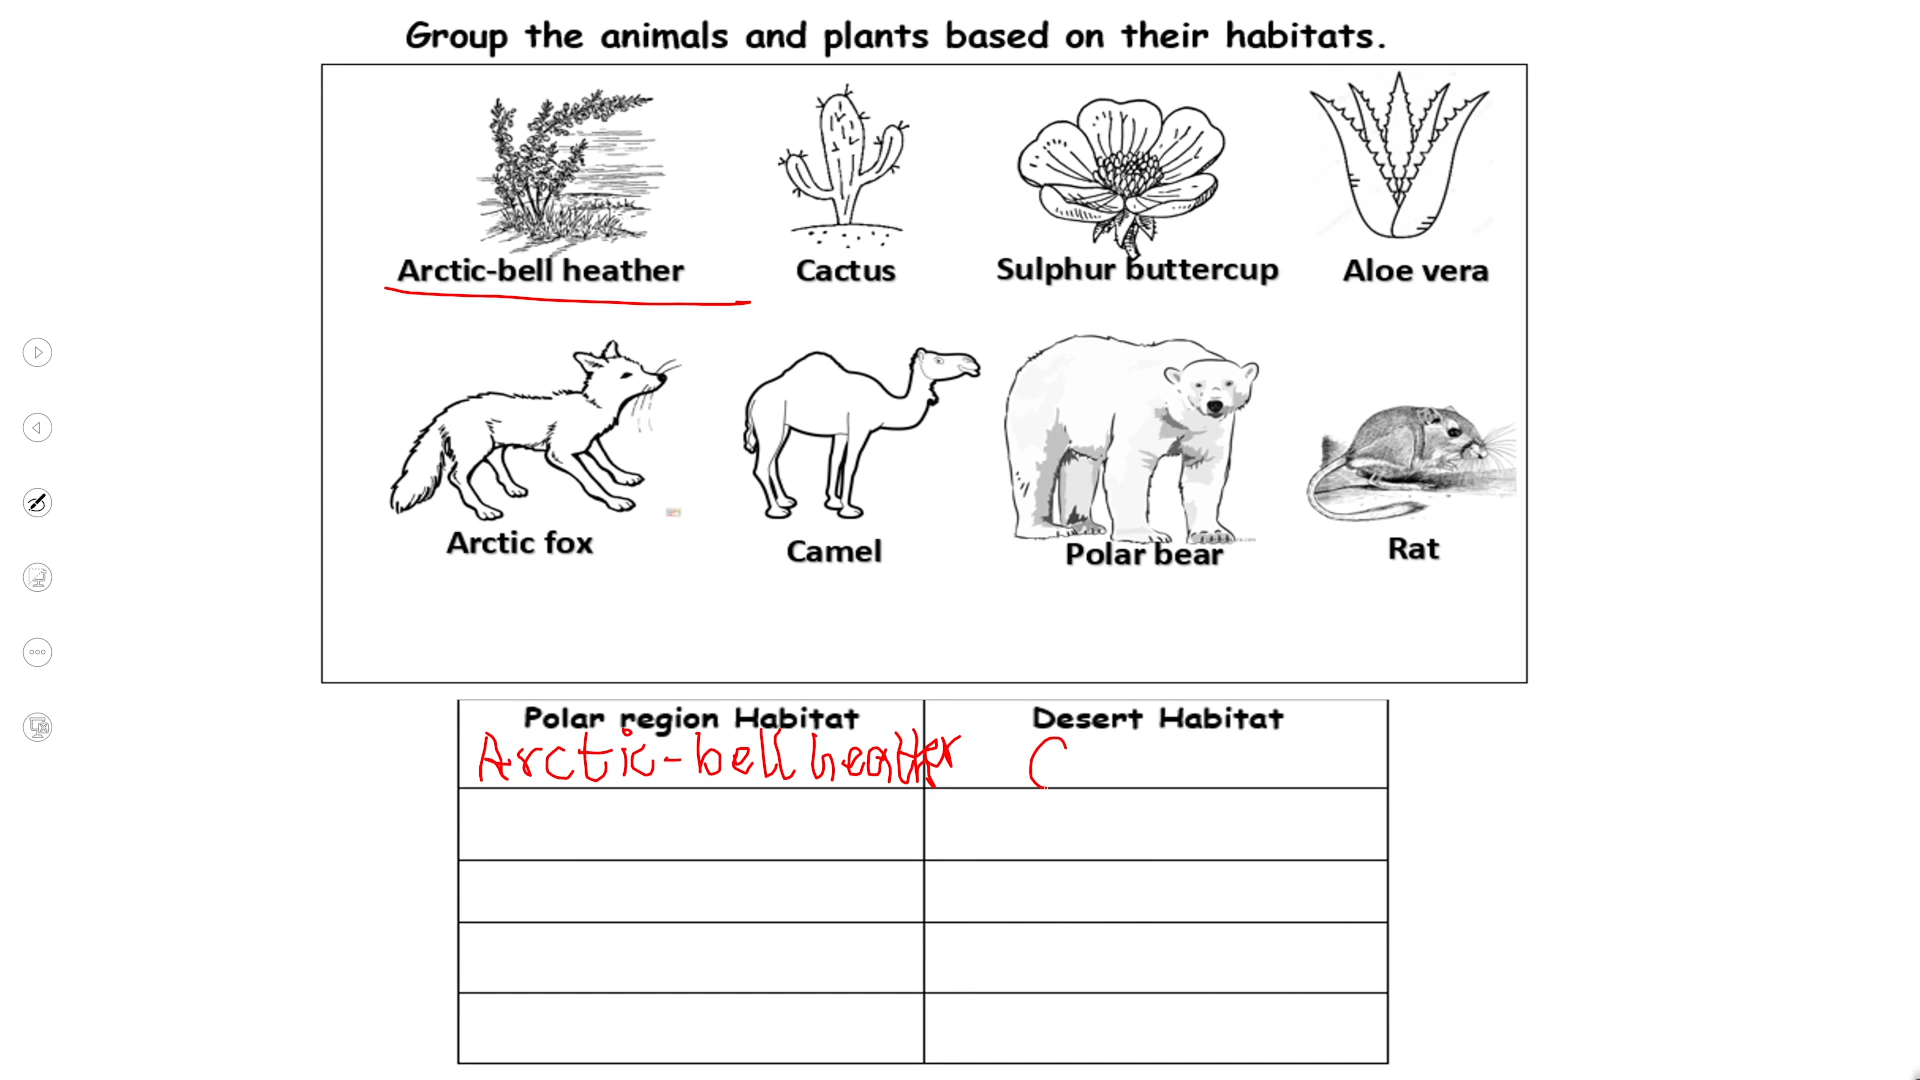 Group the animals and plants based on their habitats.
Arctic-bell heather Cactus Sulphur buttercup Aloe vera
Arctic fox Camel Polar bear Rat
Polar region Habitat Desert Habitat
Arctic-bell heather C